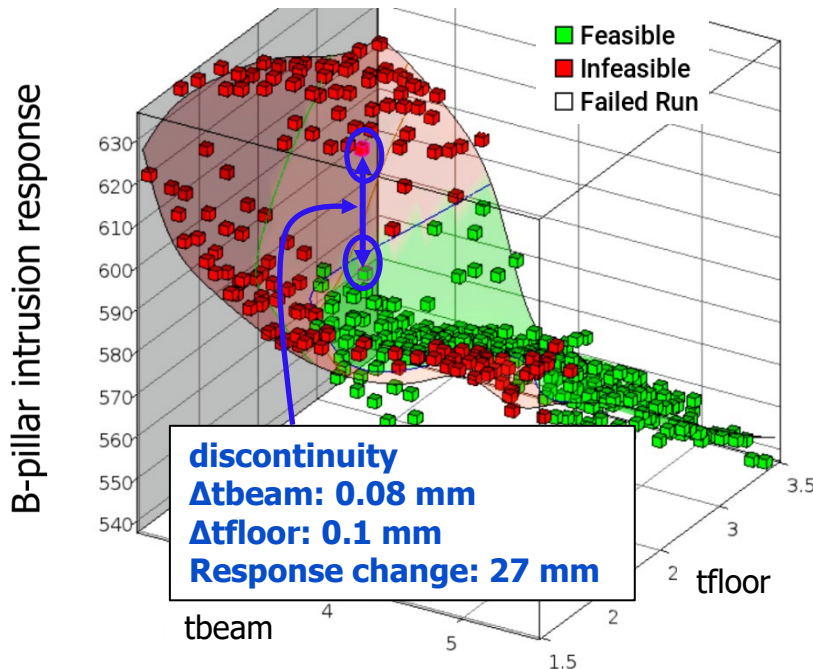 Feasible
Infeasible
Failed Run
B-pillar intrusion response
630
620
610
600
590
580
570
560
550
540
discontinuity
Δtbeam: 0.08 mm
Δtfloor: 0.1 mm
Response change: 27 mm
3.5
3
2
2
1.5
tfloor
4
5
tbeam